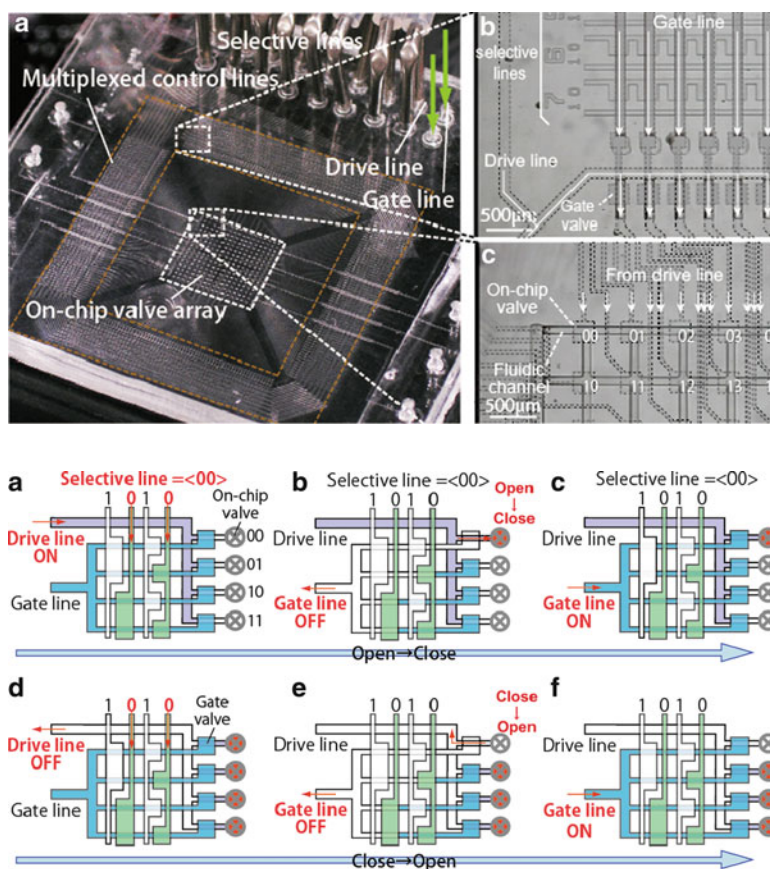 a
Selective lines
Multiplexed control lines
Drive line
Gate line
On-chip valve array
b
Gate line
selective
lines
Drive line
Gate
valve
500μm
c
On-chip
valve
From drive line
00 01 02 03
Fluidic
channel
10 11 12 13
500μm
a
Selective line =<00>
1 0 1 0
On-chip
valve
Drive line
ON
00
01
Gate line
10
11
b
Selective line =<00>
1 0 1 0
Open
Close
Drive line
Gate line
OFF
c
Selective line =<00>
1 0 1 0
Drive line
Gate line
ON
Open→Close
d
1 0 1 0
Gate
valve
Drive line
OFF
Gate line
e
1 0 1 0
Close
Open
Drive line
Gate line
OFF
f
1 0 1 0
Drive line
Gate line
ON
Close→Open